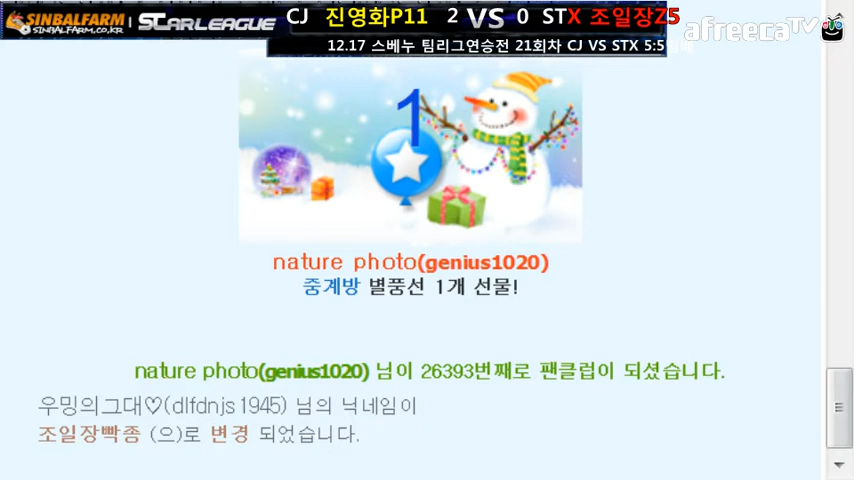 SINBALFARM
SINBALFARM.CO.KR
STARLEAGUE
CJ 진영화P11 2 VS 0 STX 조일장Z5
afreecaTV
12.17 스베누 팀리그연승전 21회차 CJ VS STX 5:5
1
nature photo(genius1020)
중계방 별풍선 1개 선물!
nature photo(genius1020) 님이 26393번째로 팬클럽이 되셨습니다.
우밍의그대♡(dlfdnjs1945) 님의 닉네임이
조일장빡종 (으)로 변경 되었습니다.